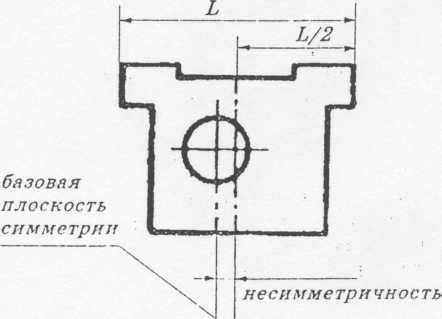 L
L/2
базовая
плоскость
симметрии
несимметричность